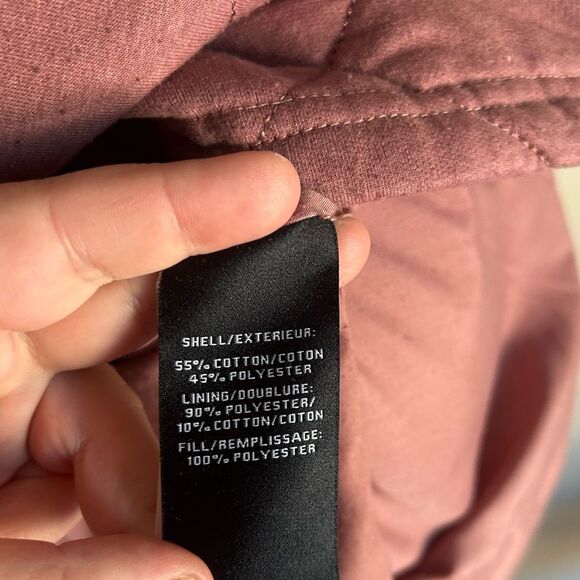 SHELL/EXTERIEUR:
55% COTTON/COTON
45% POLYESTER
LINING/DOUBLURE:
90% POLYESTER/
10% COTTON/COTON
FILL/REMPLISSAGE:
100% POLYESTER